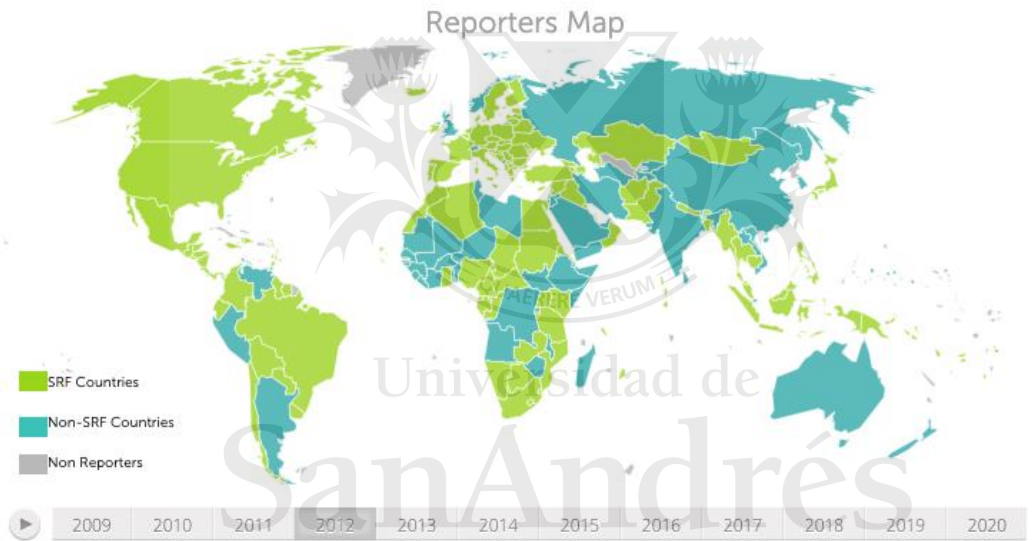 Reporters Map
QUAERERE VERUM
Universidad de
SanAndrés
SRF Countries
Non-SRF Countries
Non Reporters
2009 2010 2011 2012 2013 2014 2015 2016 2017 2018 2019 2020